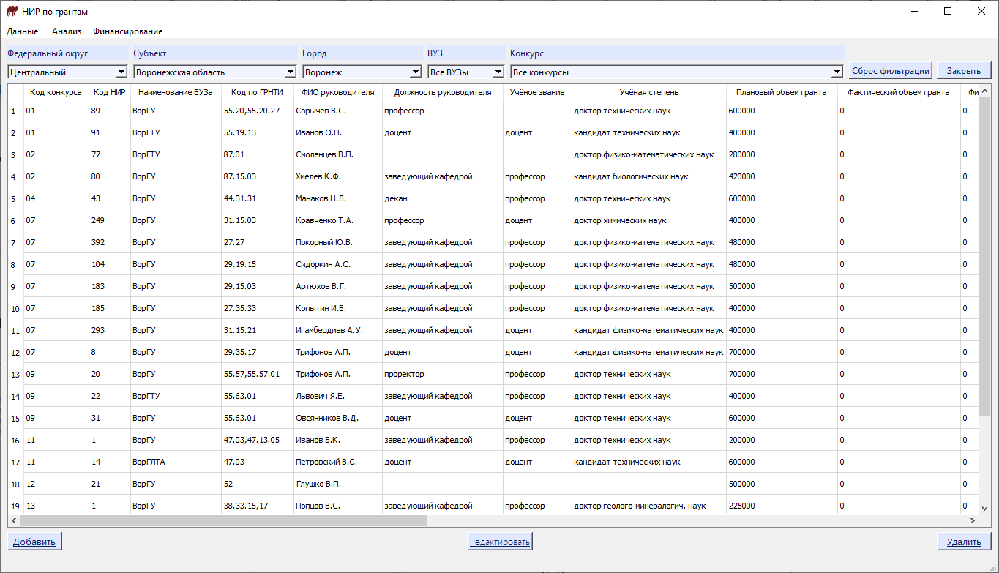 НИР по грантам
Данные Анализ Финансирование
Федеральный округ Субъект Город ВУЗ Конкурс
Центральный Воронежская область Воронеж Все ВУЗы Все конкурсы Сброс фильтрации Закрыть
Код конкурса Код НИР Наименование ВУЗа Код по ГРНТИ ФИО руководителя Должность руководителя Учёное звание Учёная степень Плановый объем гранта Фактический объем гранта Фи
1 01 89 ВорГУ 55.20,55.20.27 Сарычев В.С. профессор доктор технических наук 600000 0 0
2 01 91 ВорГТУ 55.19.13 Иванов О.Н. доцент доцент кандидат технических наук 400000 0 0
3 02 77 ВорГТУ 87.01 Смоленцев В.П. доктор физико-математических наук 280000 0 0
4 02 80 ВорГУ 87.15.03 Хмелев К.Ф. заведующий кафедрой профессор кандидат биологических наук 420000 0 0
5 04 43 ВорГУ 44.31.31 Манаков Н.Л. декан профессор доктор технических наук 600000 0 0
6 07 249 ВорГУ 31.15.03 Кравченко Т.А. профессор доцент доктор химических наук 400000 0 0
7 07 392 ВорГУ 27.27 Покорный Ю.В. заведующий кафедрой профессор доктор физико-математических наук 480000 0 0
8 07 104 ВорГУ 29.19.15 Сидоркин А.С. заведующий кафедрой профессор доктор физико-математических наук 480000 0 0
9 07 183 ВорГУ 29.15.03 Артюхов В.Г. заведующий кафедрой профессор доктор физико-математических наук 500000 0 0
10 07 185 ВорГУ 27.35.33 Копытин И.В. заведующий кафедрой профессор доктор физико-математических наук 400000 0 0
11 07 293 ВорГУ 31.15.21 Игамбердиев А.У. заведующий кафедрой доцент кандидат физико-математических наук 400000 0 0
12 07 8 ВорГУ 29.35.17 Трифонов А.П. доцент доцент кандидат физико-математических наук 700000 0 0
13 09 20 ВорГУ 55.57,55.57.01 Трифонов А.П. проректор профессор доктор технических наук 700000 0 0
14 09 22 ВорГТУ 55.63.01 Львович Я.Е. заведующий кафедрой профессор доктор технических наук 400000 0 0
15 09 31 ВорГУ 55.63.01 Овсянников В.Д. доцент доцент доктор технических наук 600000 0 0
16 11 1 ВорГУ 47.03,47.13.05 Иванов Б.К. заведующий кафедрой профессор доктор технических наук 200000 0 0
17 11 14 ВорГЛТА 47.03 Петровский В.С. доцент доцент кандидат технических наук 600000 0 0
18 12 21 ВорГУ 52 Глушко В.П. 500000 0 0
19 13 1 ВорГУ 38.33.15,17 Попцов В.С. заведующий кафедрой профессор доктор геолого-минералогич. наук 225000 0 0
Добавить Редактировать Удалить